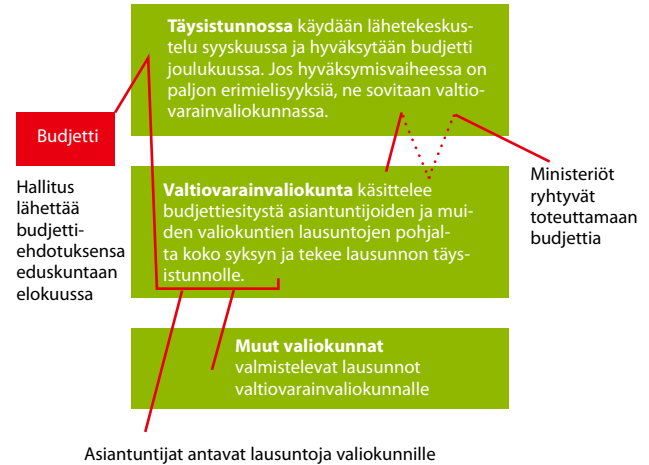 Täysistunnossa käydään lähetekeskus-
telu syyskuussa ja hyväksytään budjetti
joulukuussa. Jos hyväksymisvaiheessa on
paljon erimielisyyksiä, ne sovitaan valtio-
varainvaliokunnassa.
Budjetti
Hallitus
lähettää
budjetti-
ehdotuksensa
eduskuntaan
elokuussa
Valtiovarainvaliokunta käsittelee
budjettiesitystä asiantuntijoiden ja mui-
den valiokuntien lausuntojen pohjal-
ta koko syksyn ja tekee lausunnon täys-
istunnolle.
Ministeriöt
ryhtyvät
toteuttamaan
budjettia
Muut valiokunnat
valmistelevat lausunnot
valtiovarainvaliokunnalle
Asiantuntijat antavat lausuntoja valiokunnille